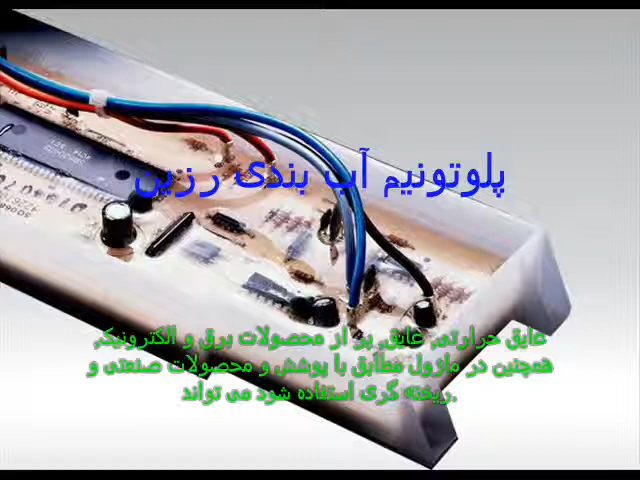 پلوتونیم آب بندی رزین
عایق حرارتی, عایق, پر از محصولات برق و الکترونیک,
همچنین در ماژول مطابق با پوشش و محصولات صنعتی و
ریخته گری استفاده شود می تواند.